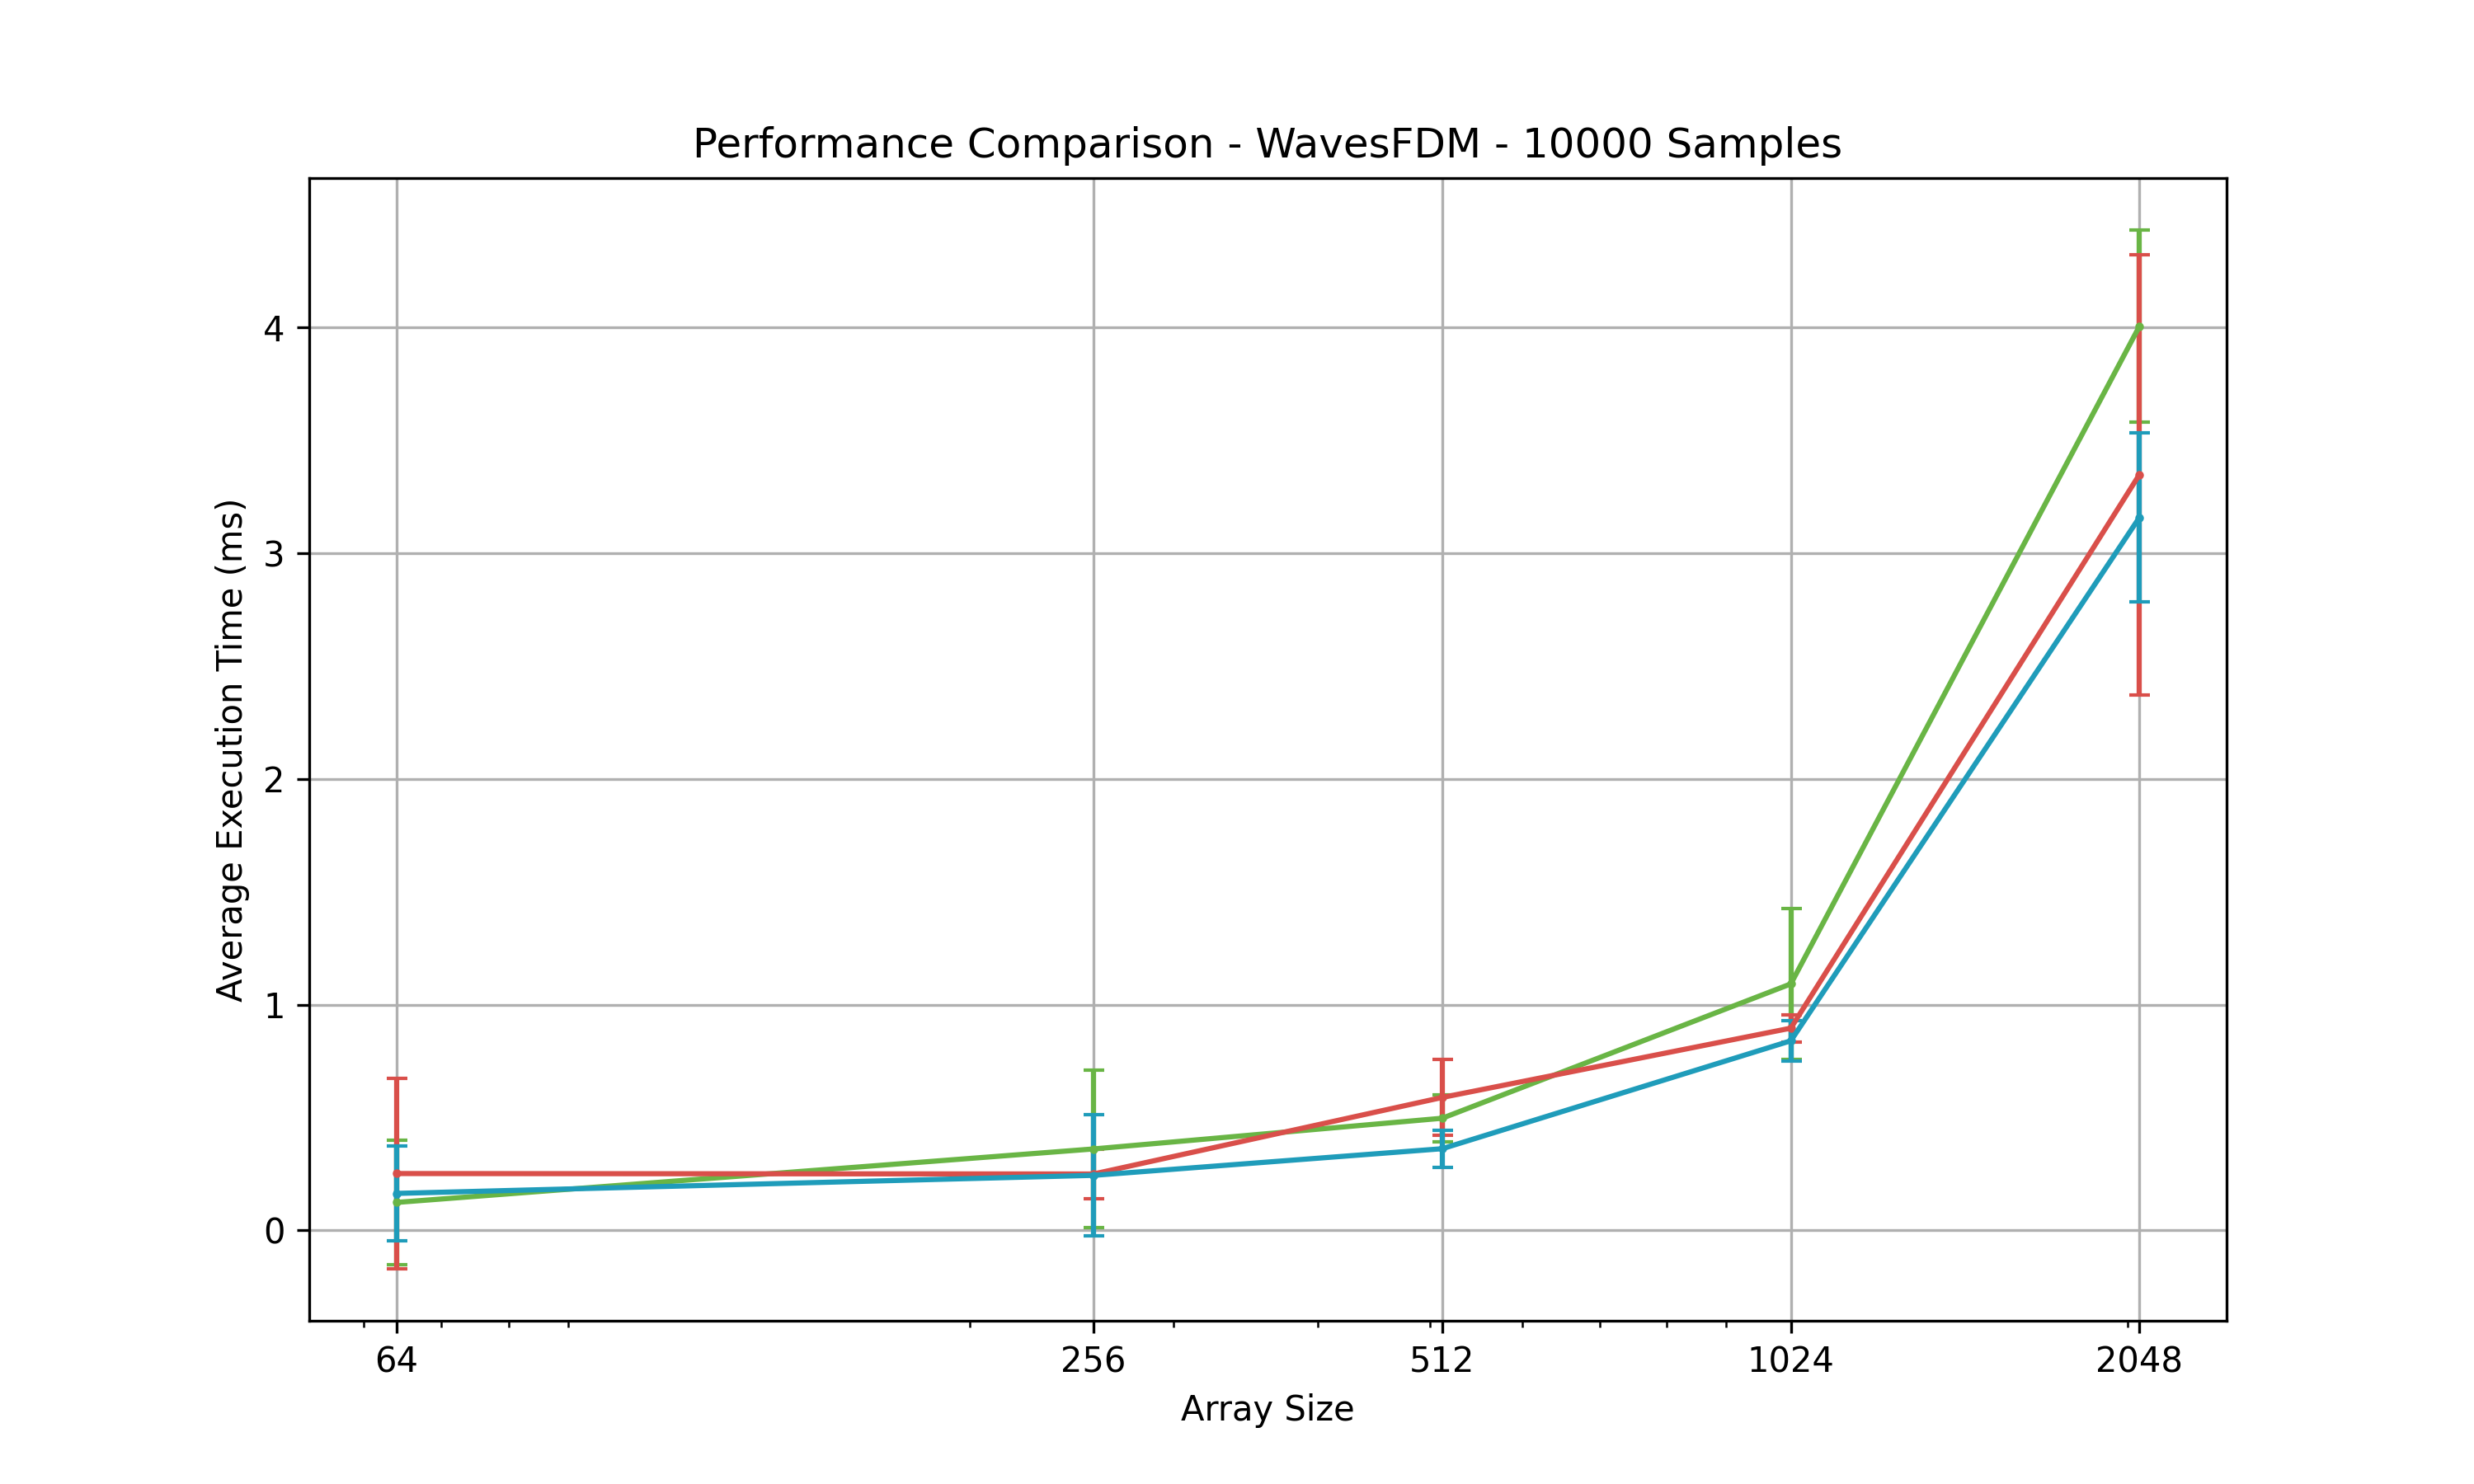 Performance Comparison - WavesFDM - 10000 Samples
Average Execution Time (ms)
4
3
2
1
0
64 256 512 1024 2048
Array Size